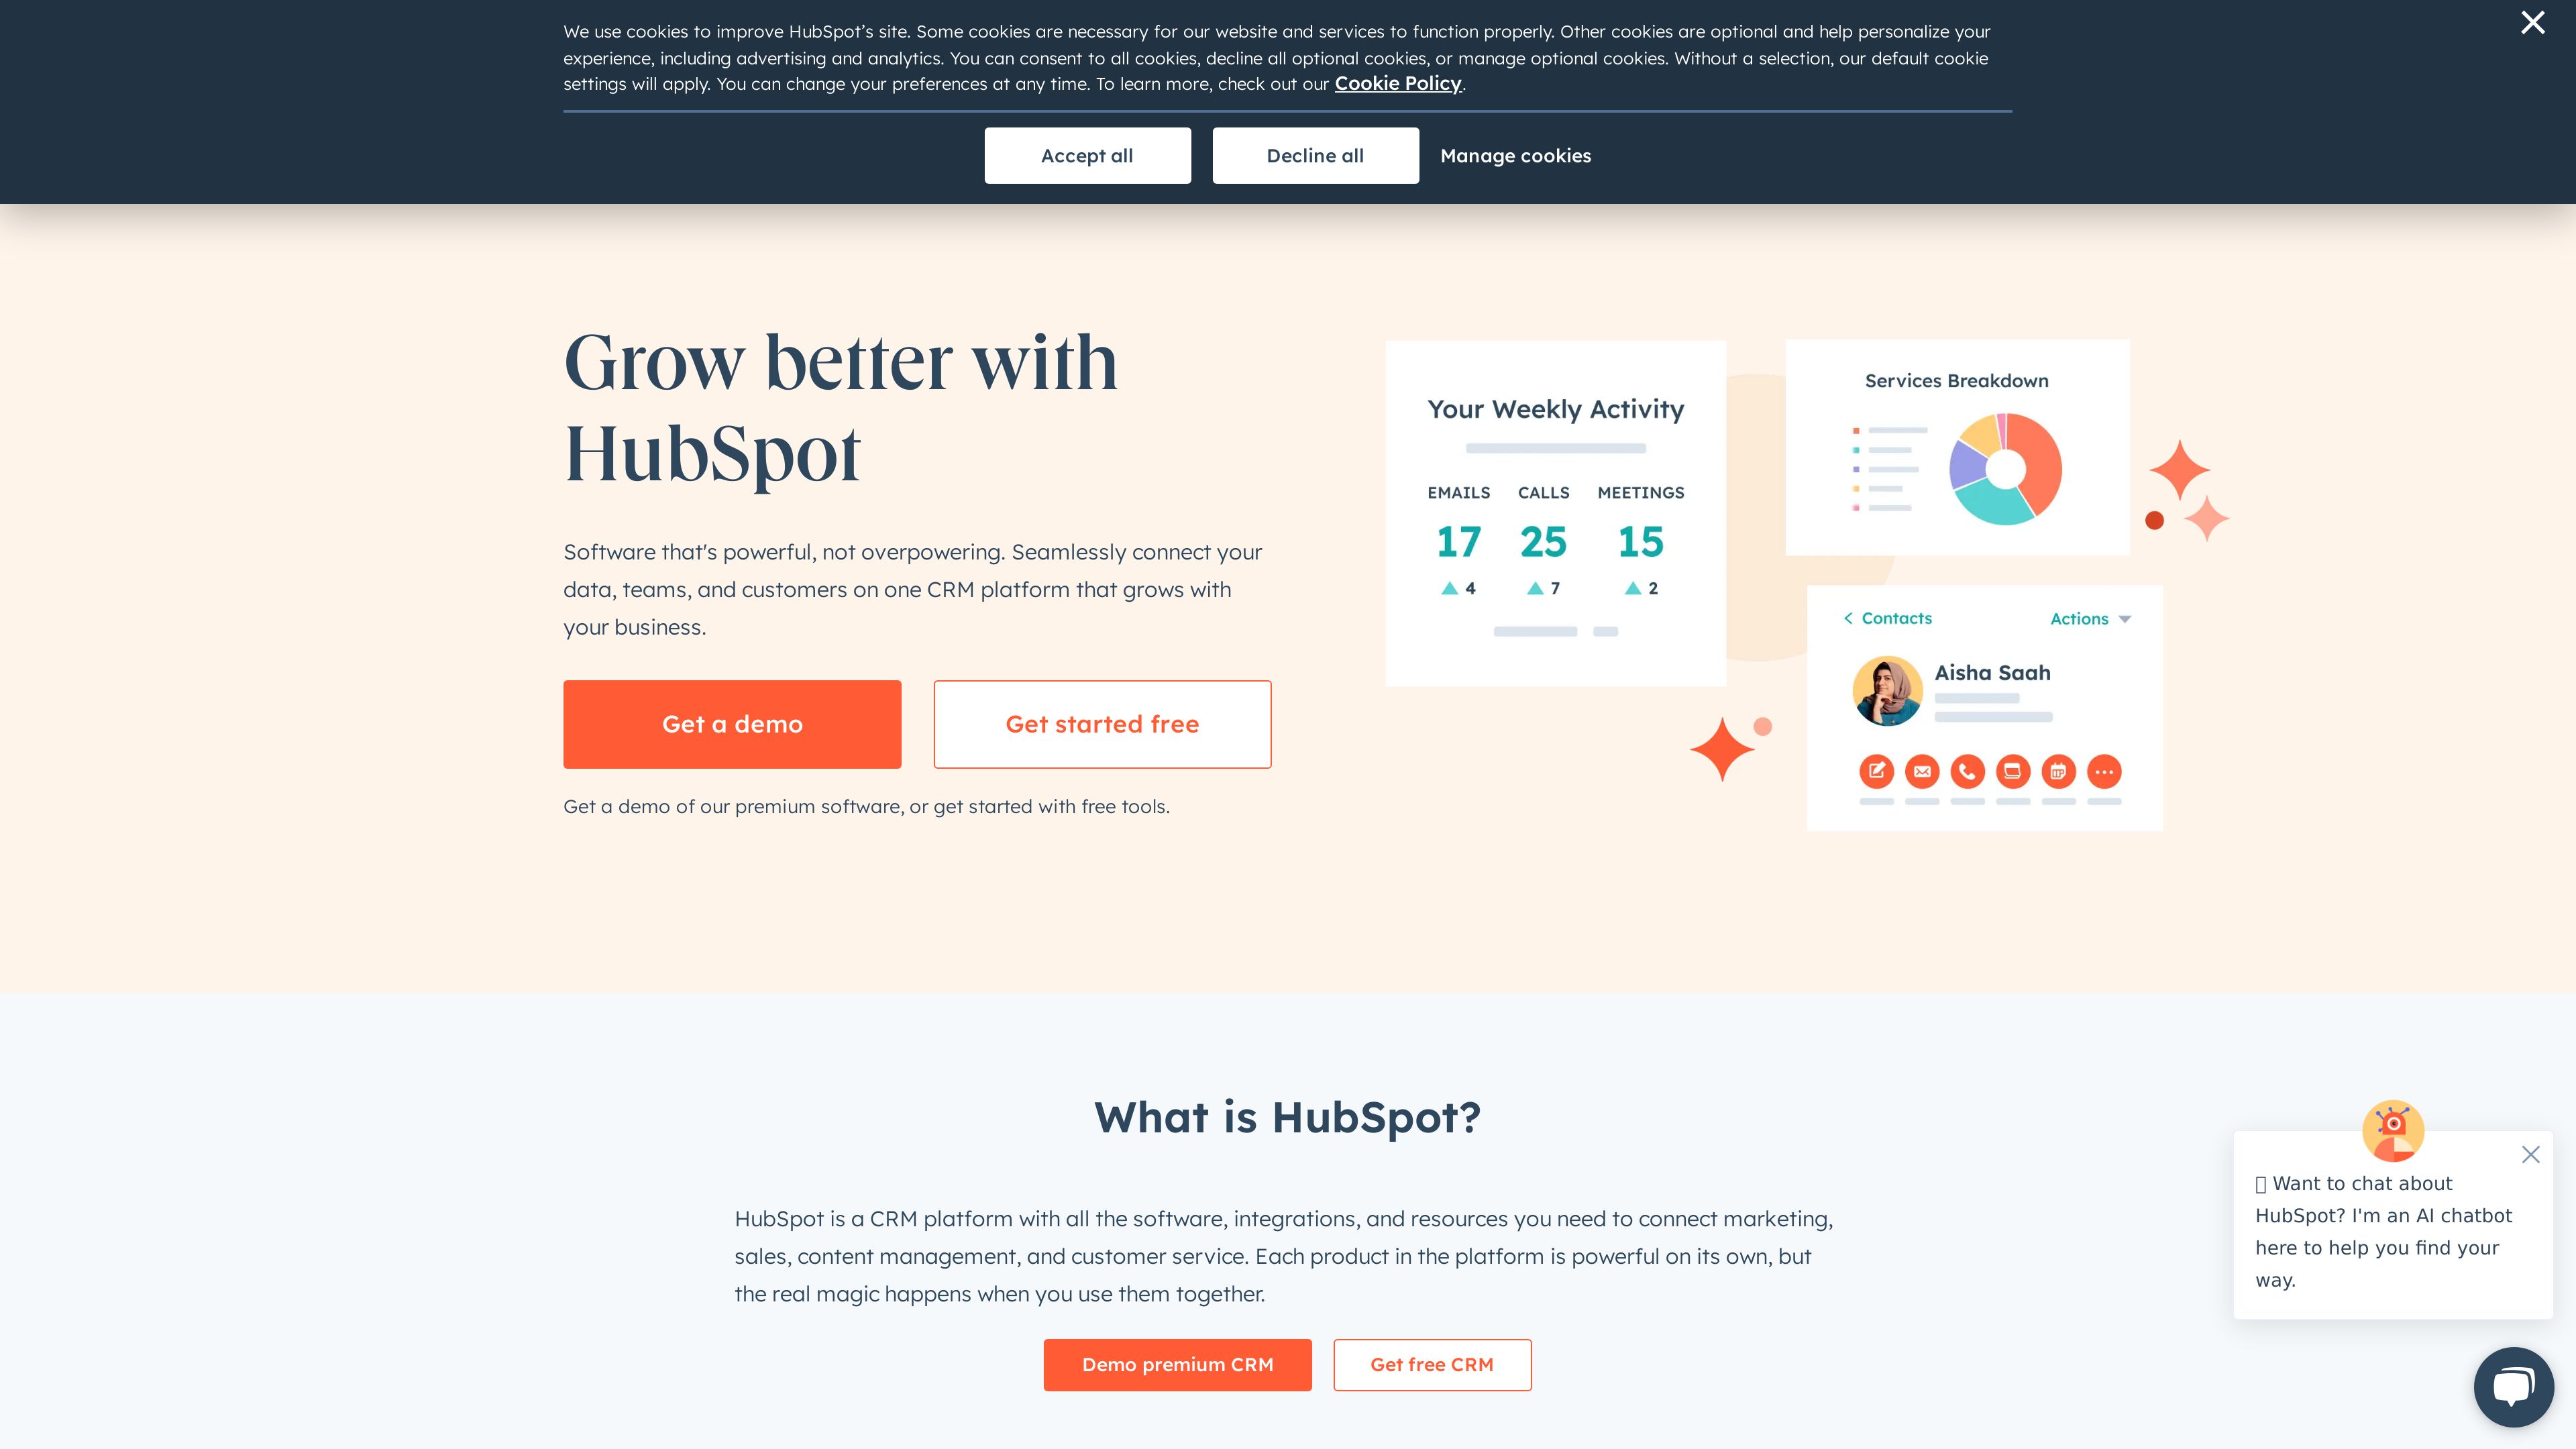 We use cookies to improve HubSpot’s site. Some cookies are necessary for our website and services to function properly. Other cookies are optional and help personalize your
experience, including advertising and analytics. You can consent to all cookies, decline all optional cookies, or manage optional cookies. Without a selection, our default cookie
settings will apply. You can change your preferences at any time. To learn more, check out our Cookie Policy.
Accept all
Decline all
Manage cookies
Grow better with
HubSpot
Software that's powerful, not overpowering. Seamlessly connect your
data, teams, and customers on one CRM platform that grows with
your business.
Get a demo
Get started free
Get a demo of our premium software, or get started with free tools.
Your Weekly Activity
EMAILS CALLS MEETINGS
17 25 15
4 7 2
Services Breakdown
Contacts
Actions
Aisha Saah
What is HubSpot?
HubSpot is a CRM platform with all the software, integrations, and resources you need to connect marketing,
sales, content management, and customer service. Each product in the platform is powerful on its own, but
the real magic happens when you use them together.
Demo premium CRM
Get free CRM
Want to chat about
HubSpot? I'm an AI chatbot
here to help you find your
way.